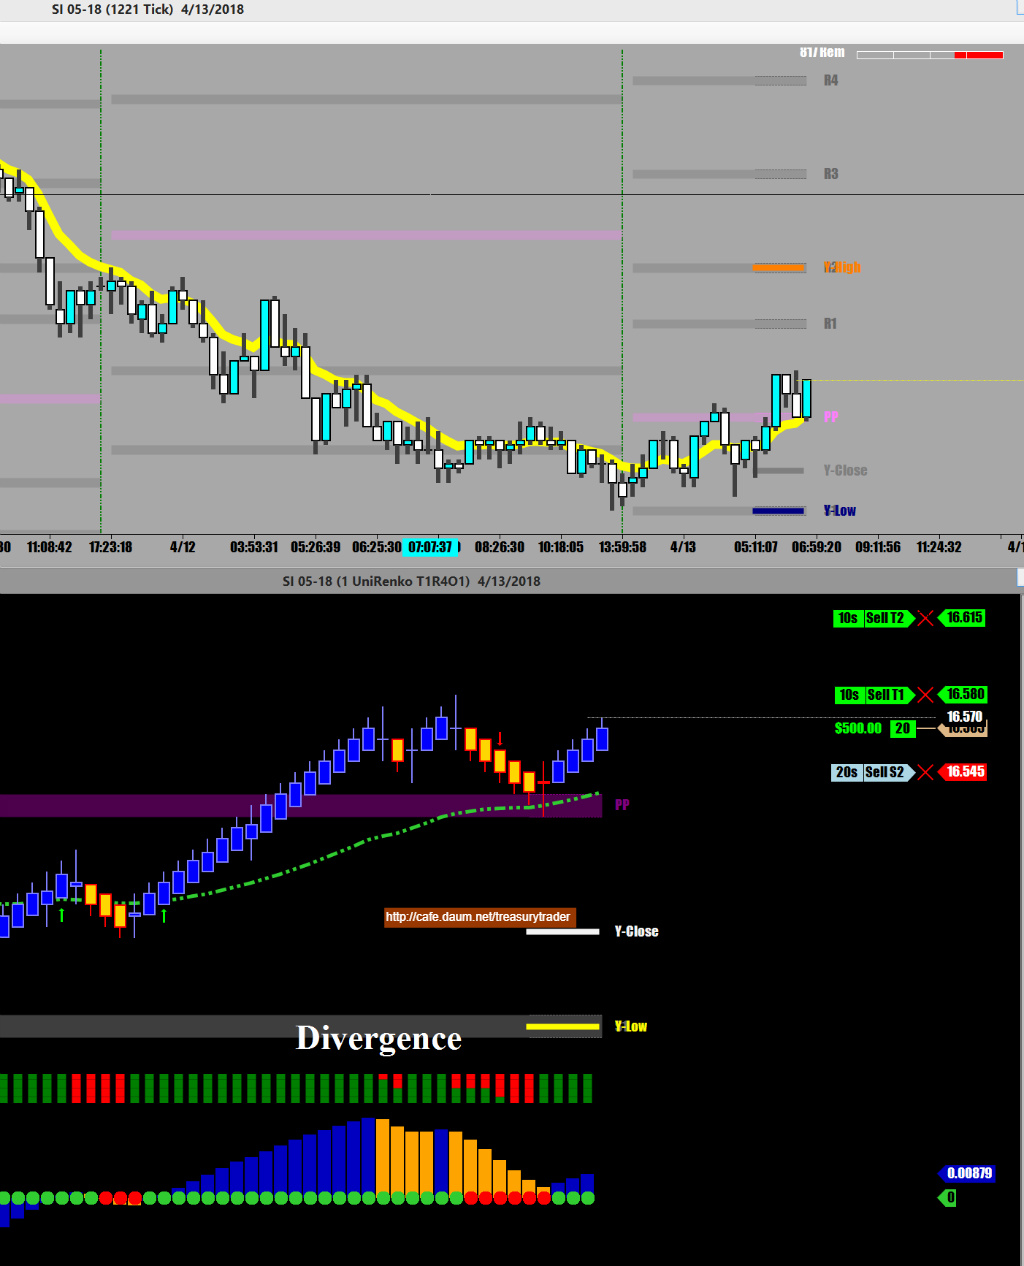 SI 05-18 (1221 Tick) 4/13/2018
817 Rem
R4
R3
R1
PP
Y-Close
Y-Low
11:08:42 17:23:18 4/12 03:53:31 05:26:39 06:25:30 07:07:37 08:26:30 10:18:05 13:59:58 4/13 05:11:07 06:59:20 09:11:56 11:24:32
SI 05-18 (1 UniRenko T1R4O1) 4/13/2018
10s Sell T2 16.615
10s Sell T1 16.580
16.570
$500.00 20
20s Sell S2 16.545
PP
http://cafe.daum.net/treasurytrader
Y-Close
Y-Low
Divergence
0.00879
0